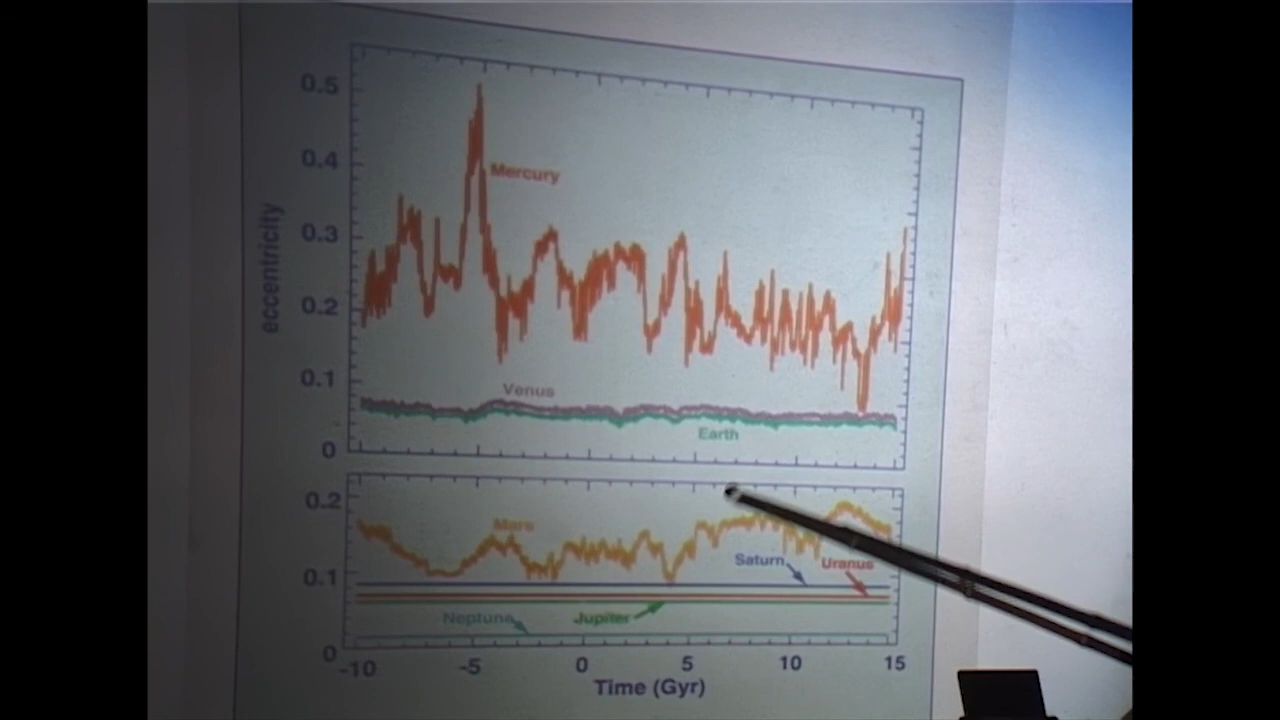 0.5
0.4
Mercury
0.3
eccentricity
0.2
0.1
Venus
Earth
0
0.2
Mars
Saturn
Uranus
0.1
Neptune
Jupiter
0
-10 -5 0 5 10 15
Time (Gyr)